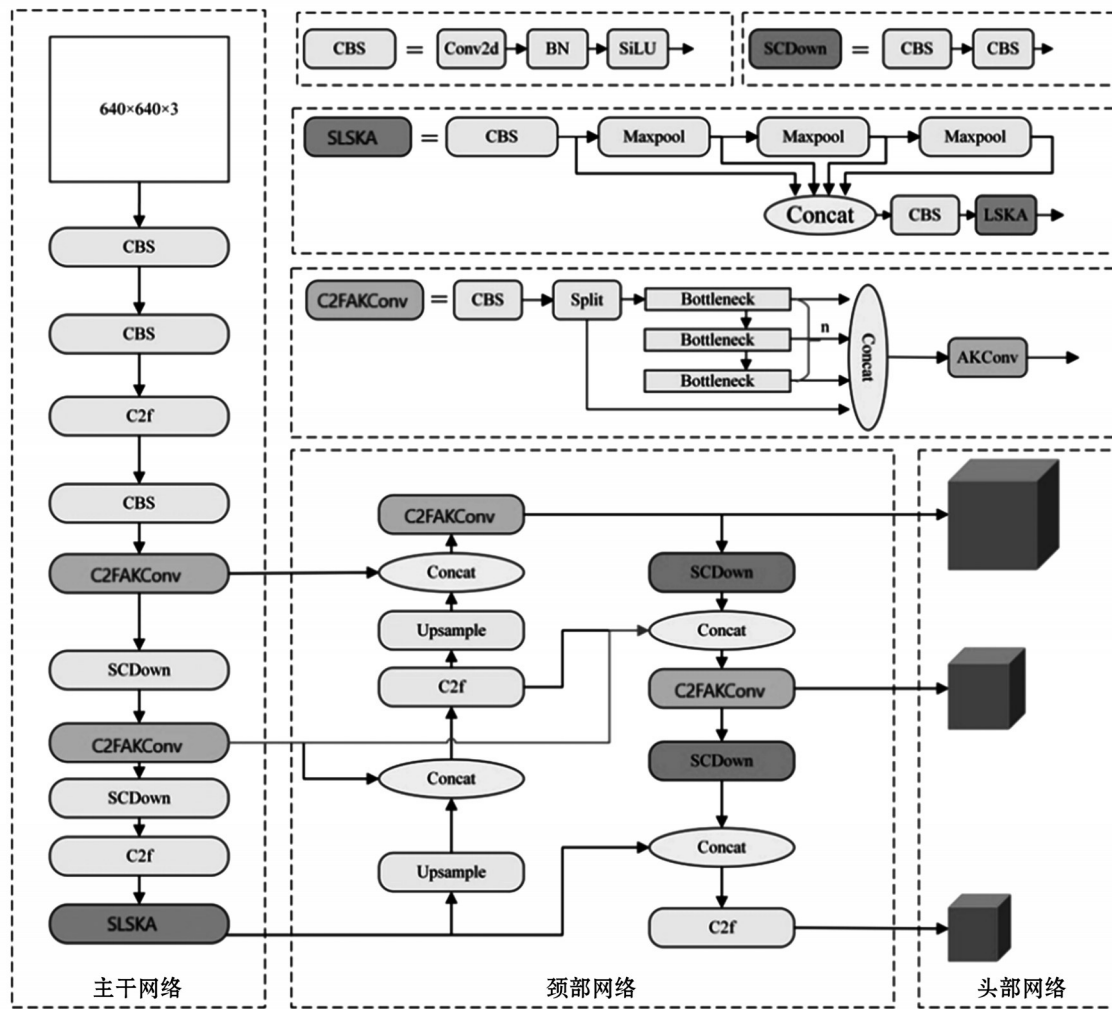 640×640×3
CBS
CBS
C2f
CBS
C2FAKConv
SCDown
C2FAKConv
SCDown
C2f
SLSKA
主干网络
CBS = Conv2d BN SiLU
SCDown = CBS CBS
SLSKA = CBS Maxpool Maxpool Maxpool
Concat CBS LSKA
C2FAKConv = CBS Split Bottleneck
Bottleneck n
Bottleneck
Concat
AKConv
C2FAKConv
Concat
Upsample
C2f
Concat
Upsample
SCDown
Concat
C2FAKConv
SCDown
Concat
C2f
颈部网络
头部网络